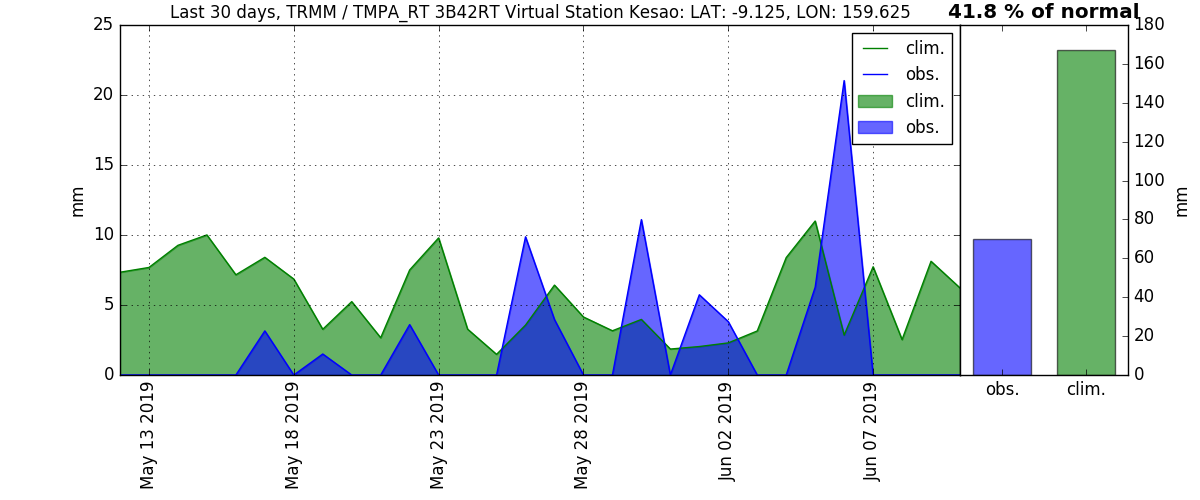 Last 30 days, TRMM / TMPA_RT 3B42RT Virtual Station Kesao: LAT: -9.125, LON: 159.625
41.8 % of normal
25
20
15
10
5
0
mm
clim.
obs.
clim.
obs.
May 13 2019
May 18 2019
May 23 2019
May 28 2019
Jun 02 2019
Jun 07 2019
180
160
140
120
100
80
60
40
20
0
mm
obs.
clim.